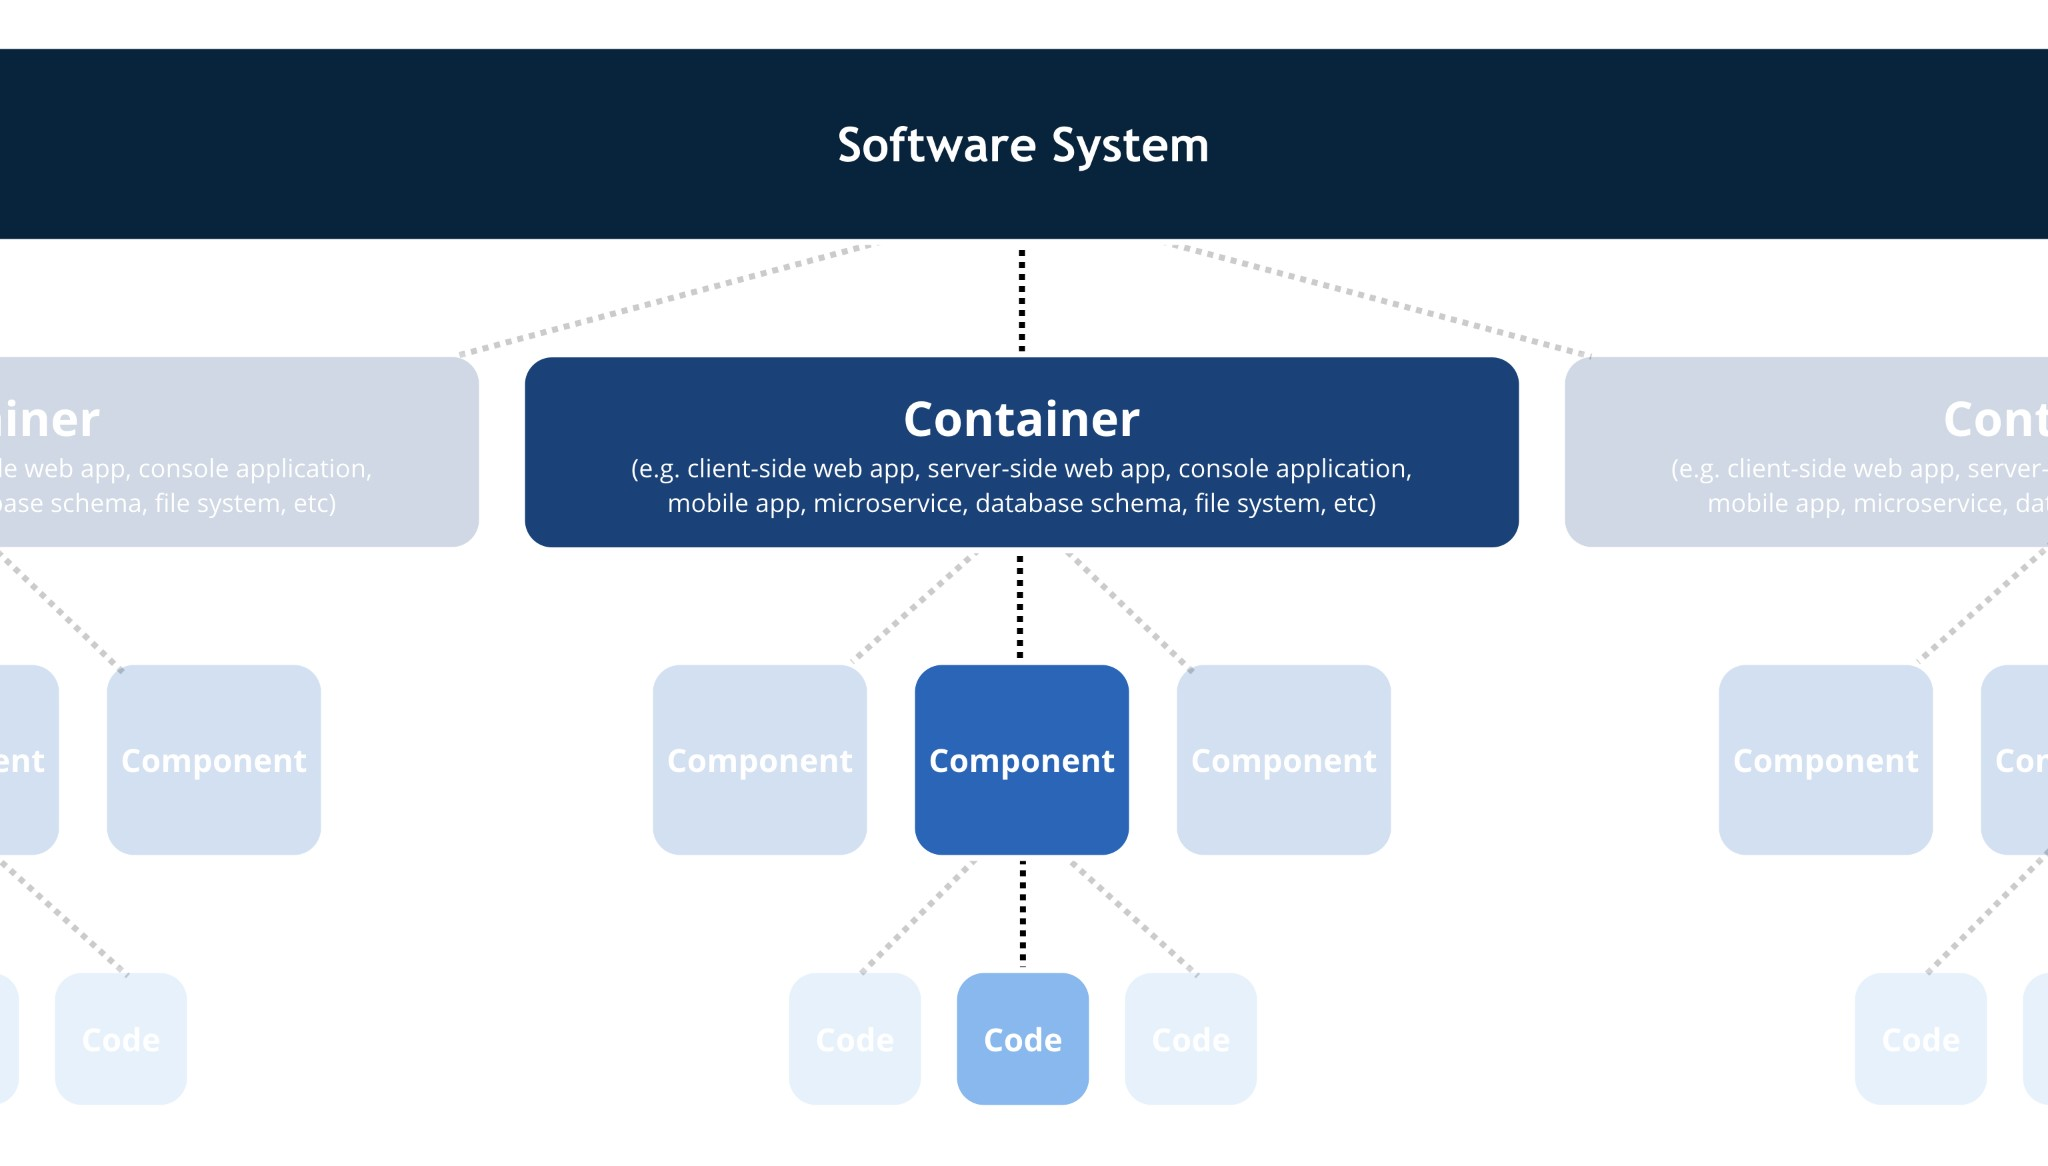 Software System
iner
Container
Cont
le web app, console application,
(e.g. client-side web app, server-side web app, console application,
(e.g. client-side web app, server-
base schema, file system, etc)
mobile app, microservice, database schema, file system, etc)
mobile app, microservice, dat
ent
Component
Component
Component
Component
Component
Con
Code
Code
Code
Code
Code